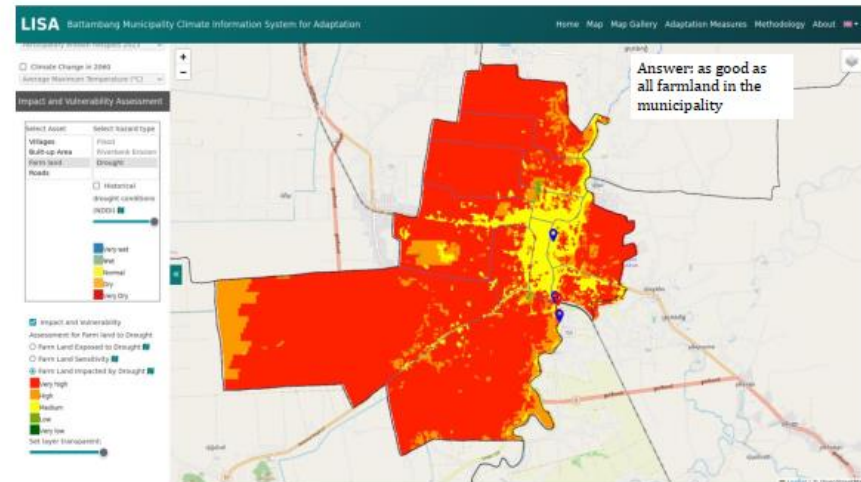 LISA Battambang Municipality Climate Information System for Adaptation
Home Map Map Gallery Adaptation Measures Methodology About
Climate Change in 2060
Average Maximum Temperature (°C)
Impact and Vulnerability Assessment
Select Asset Select hazard type
Villages Flood
Built-up Area Riverbank Erosion
Farm land Drought
Roads
Historical
drought conditions
(NDDI)
Very wet
Wet
Normal
Dry
Very Dry
Impact and Vulnerability
Assessment for Farm land to Drought
Farm Land Exposed to Drought
Farm Land Sensitivity
Farm Land Impacted by Drought
Very high
High
Medium
Low
Very low
Set layer transparent:
+
-
Answer: as good as
all farmland in the
municipality
«